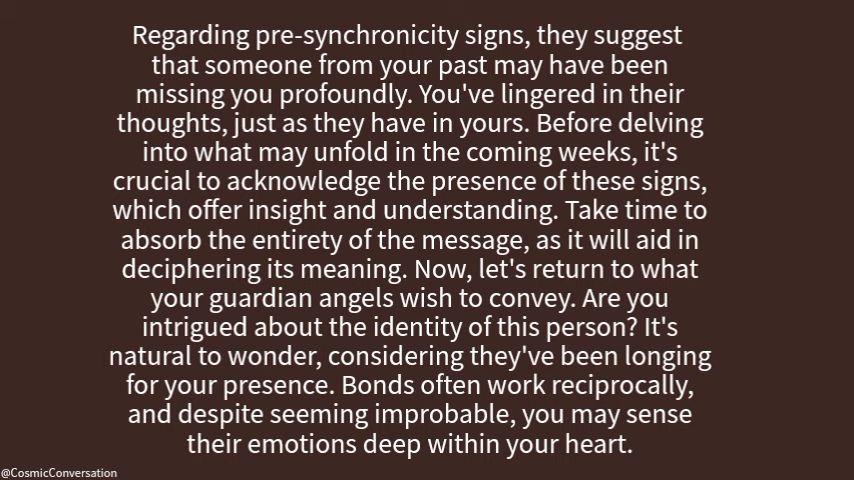 Regarding pre-synchronicity signs, they suggest
that someone from your past may have been
missing you profoundly. You've lingered in their
thoughts, just as they have in yours. Before delving
into what may unfold in the coming weeks, it's
crucial to acknowledge the presence of these signs,
which offer insight and understanding. Take time to
absorb the entirety of the message, as it will aid in
deciphering its meaning. Now, let's return to what
your guardian angels wish to convey. Are you
intrigued about the identity of this person? It's
natural to wonder, considering they've been longing
for your presence. Bonds often work reciprocally,
and despite seeming improbable, you may sense
their emotions deep within your heart.
@CosmicConversation